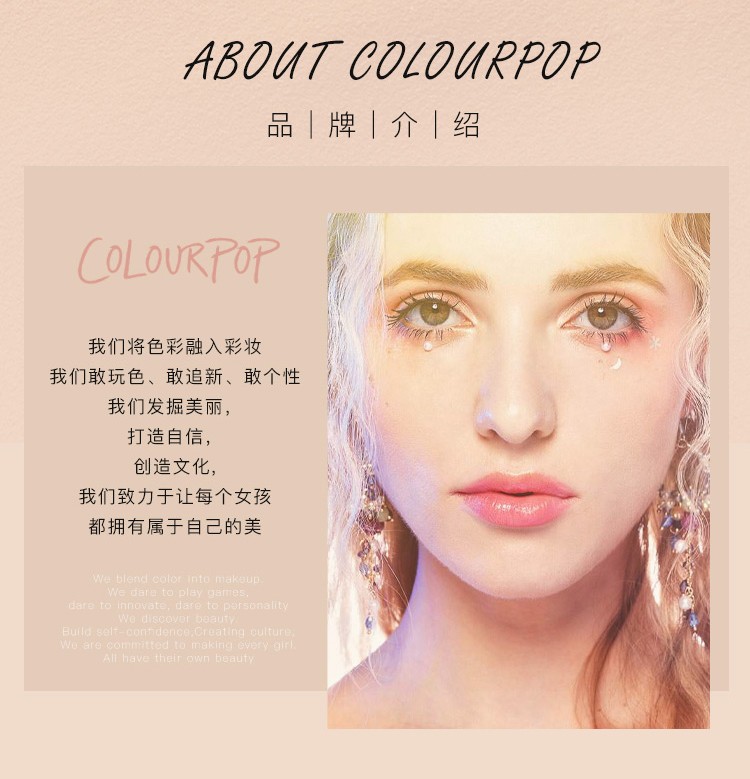 ABOUT COLOURPOP
品｜牌｜介｜绍
COLOURPOP
我们将色彩融入彩妆
我们敢玩色、敢追新、敢个性
我们发掘美丽，
打造自信，
创造文化，
我们致力于让每个女孩
都拥有属于自己的美
We blend color into makeup.
We dare to play games,
dare to innovate, dare to personality
We discover beauty.
Build self-confidence,Creating culture,
We are committed to making every girl.
All have their own beauty